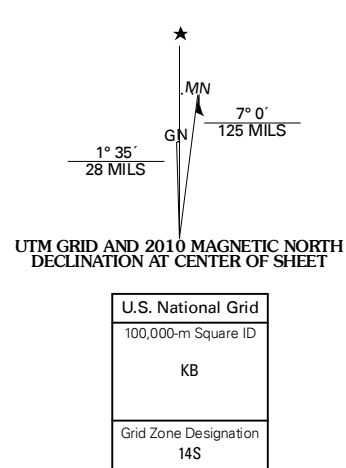 ★
MN
GN
7° 0´
125 MILS
1° 35´
28 MILS
UTM GRID AND 2010 MAGNETIC NORTH
DECLINATION AT CENTER OF SHEET
U.S. National Grid
100,000-m Square ID
KB
Grid Zone Designation
14S